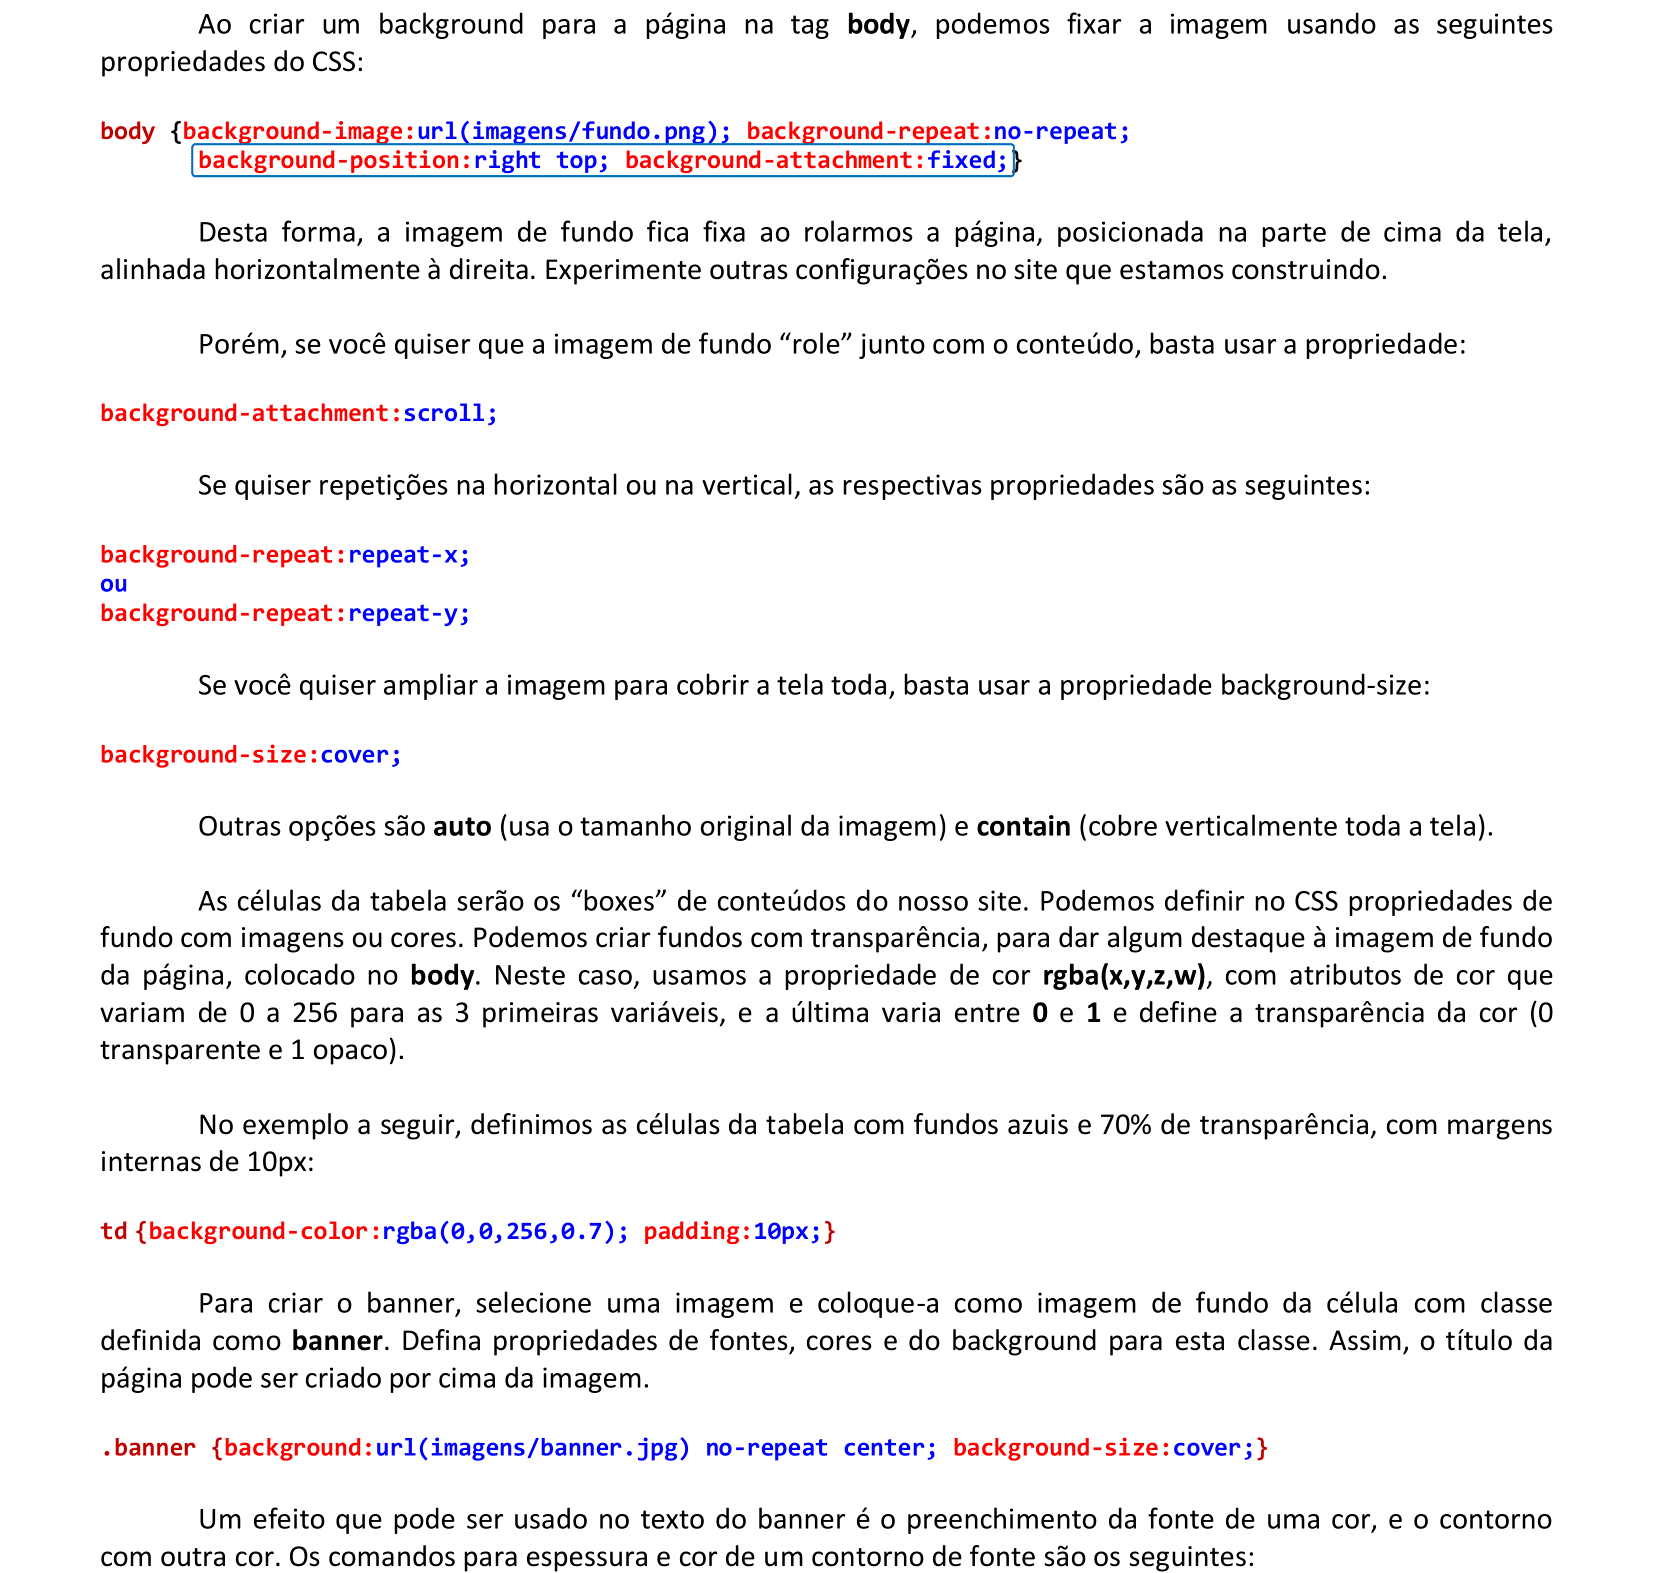 Ao criar um background para a página na tag body, podemos fixar a imagem usando as seguintes
propriedades do CSS:
body {background-image:url(imagens/fundo.png); background-repeat:no-repeat;
background-position:right top; background-attachment:fixed;}
Desta forma, a imagem de fundo fica fixa ao rolarmos a página, posicionada na parte de cima da tela,
alinhada horizontalmente à direita. Experimente outras configurações no site que estamos construindo.
Porém, se você quiser que a imagem de fundo “role” junto com o conteúdo, basta usar a propriedade:
background-attachment:scroll;
Se quiser repetições na horizontal ou na vertical, as respectivas propriedades são as seguintes:
background-repeat:repeat-x;
ou
background-repeat:repeat-y;
Se você quiser ampliar a imagem para cobrir a tela toda, basta usar a propriedade background-size:
background-size:cover;
Outras opções são auto (usa o tamanho original da imagem) e contain (cobre verticalmente toda a tela).
As células da tabela serão os “boxes” de conteúdos do nosso site. Podemos definir no CSS propriedades de
fundo com imagens ou cores. Podemos criar fundos com transparência, para dar algum destaque à imagem de fundo
da página, colocado no body. Neste caso, usamos a propriedade de cor rgba(x,y,z,w), com atributos de cor que
variam de 0 a 256 para as 3 primeiras variáveis, e a última varia entre 0 e 1 e define a transparência da cor (0
transparente e 1 opaco).
No exemplo a seguir, definimos as células da tabela com fundos azuis e 70% de transparência, com margens
internas de 10px:
td {background-color:rgba(0,0,256,0.7); padding:10px;}
Para criar o banner, selecione uma imagem e coloque-a como imagem de fundo da célula com classe
definida como banner. Defina propriedades de fontes, cores e do background para esta classe. Assim, o título da
página pode ser criado por cima da imagem.
.banner {background:url(imagens/banner.jpg) no-repeat center; background-size:cover;}
Um efeito que pode ser usado no texto do banner é o preenchimento da fonte de uma cor, e o contorno
com outra cor. Os comandos para espessura e cor de um contorno de fonte são os seguintes: